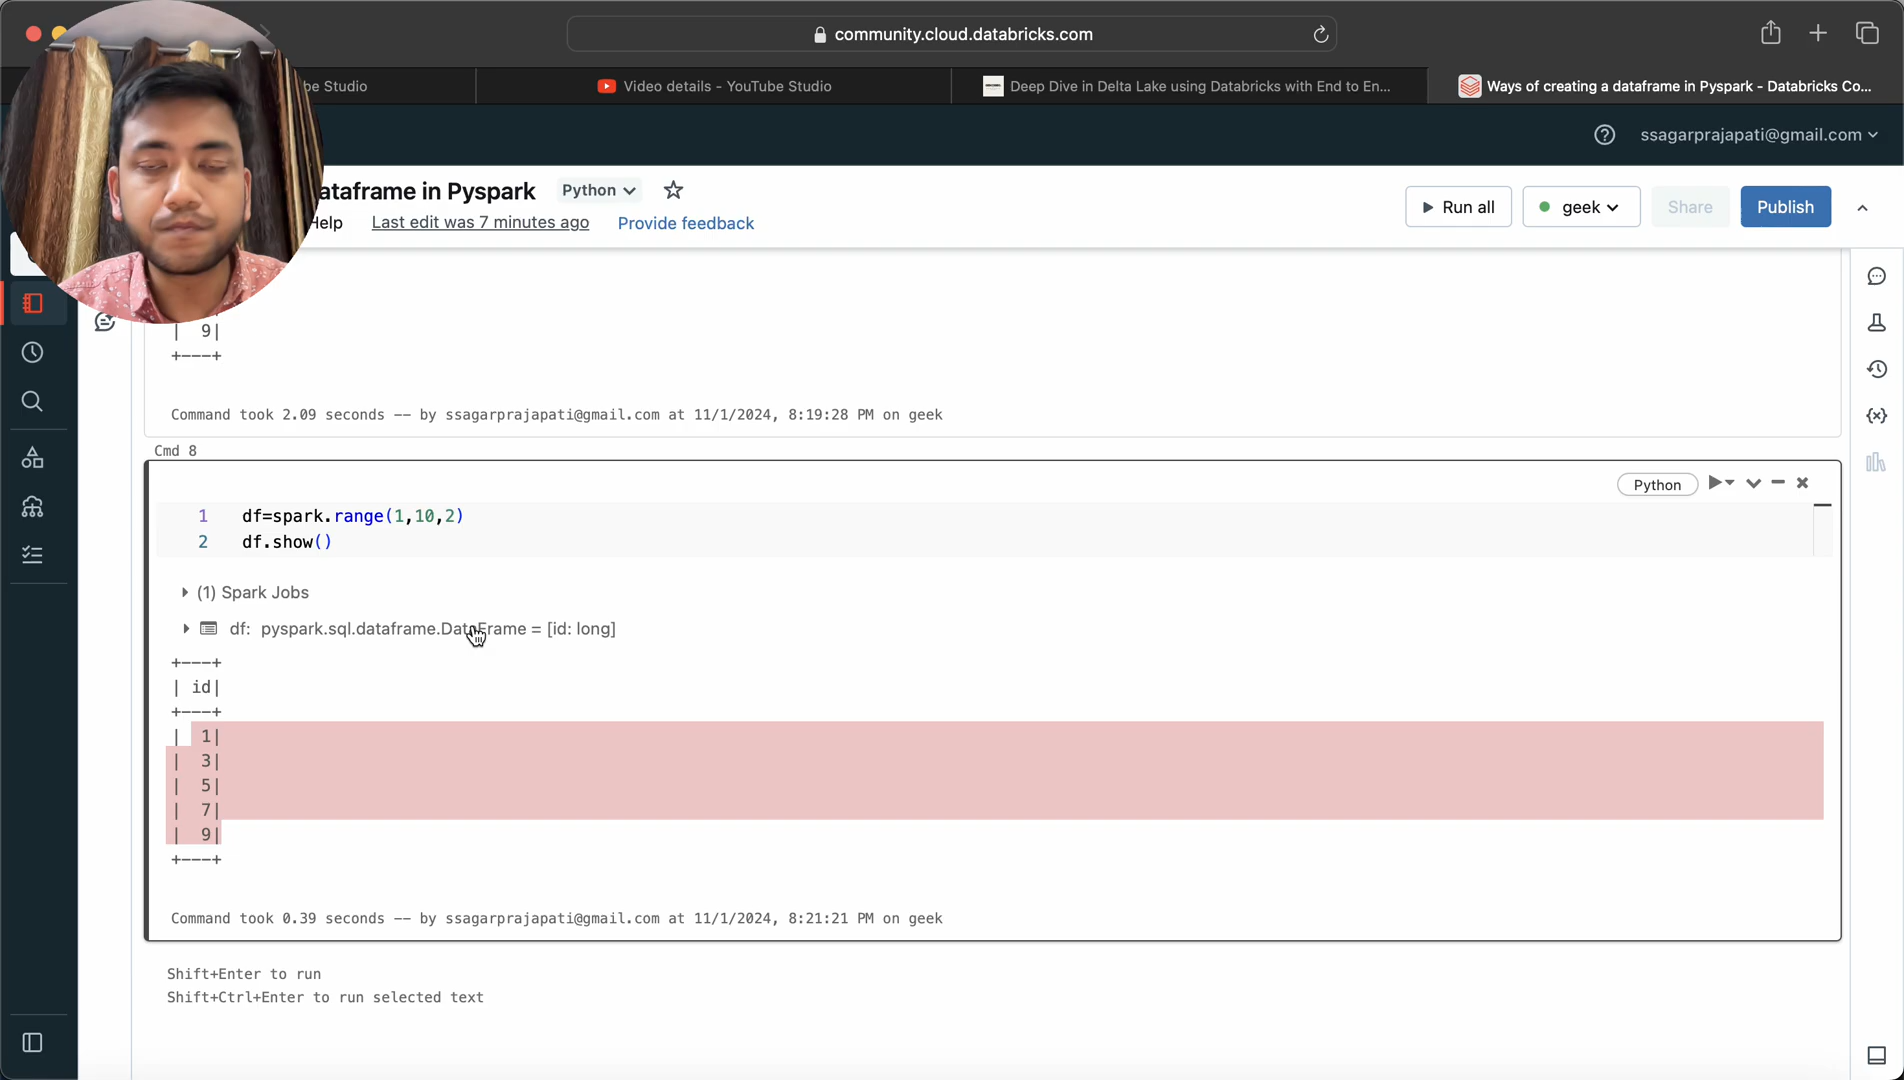 community.cloud.databricks.com
be Studio
Video details - YouTube Studio
Deep Dive in Delta Lake using Databricks with End to En...
Ways of creating a dataframe in Pyspark - Databricks Co...
ssagarprajapati@gmail.com
ataframe in Pyspark
Python
Help
Last edit was 7 minutes ago
Provide feedback
Run all
geek
Share
Publish
| 9|
+---+
Command took 2.09 seconds -- by ssagarprajapati@gmail.com at 11/1/2024, 8:19:28 PM on geek
Cmd 8
Python
1 df=spark.range(1,10,2)
2 df.show()
(1) Spark Jobs
df: pyspark.sql.dataframe.DataFrame = [id: long]
+---+
| id|
+---+
| 1|
| 3|
| 5|
| 7|
| 9|
+---+
Command took 0.39 seconds -- by ssagarprajapati@gmail.com at 11/1/2024, 8:21:21 PM on geek
Shift+Enter to run
Shift+Ctrl+Enter to run selected text